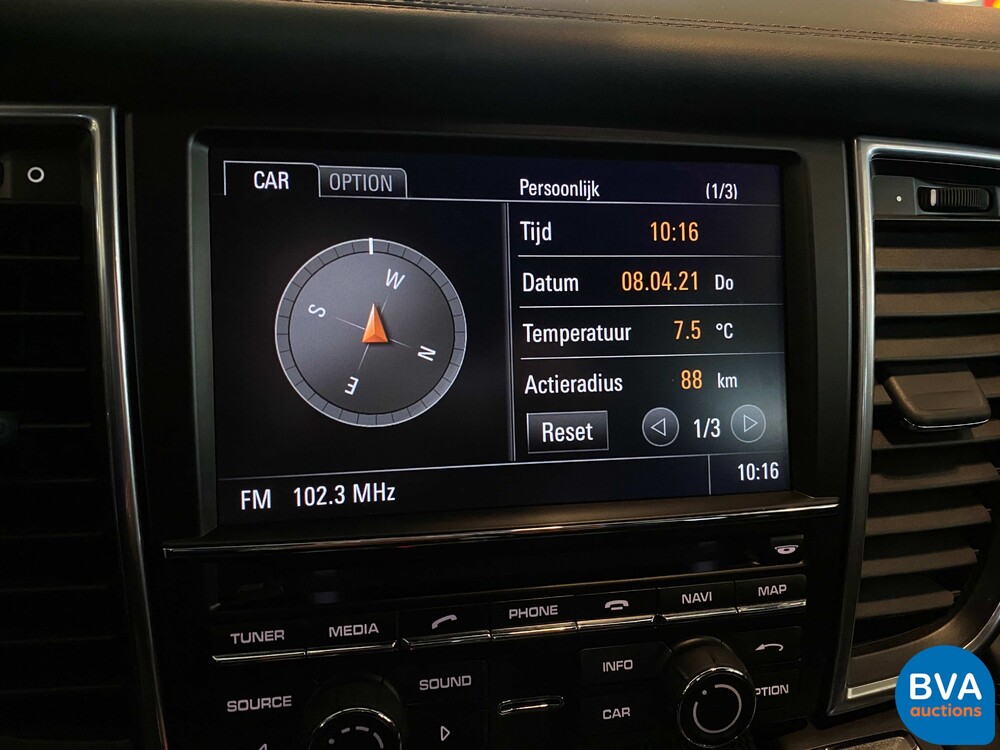 CAR OPTION
Persoonlijk (1/3)
Tijd 10:16
Datum 08.04.21 Do
Temperatuur 7.5 °C
Actieradius 88 km
Reset 1/3
W
S
N
E
FM 102.3 MHz
10:16
TUNER MEDIA PHONE NAVI MAP
SOURCE SOUND INFO
CAR
BVA
auctions